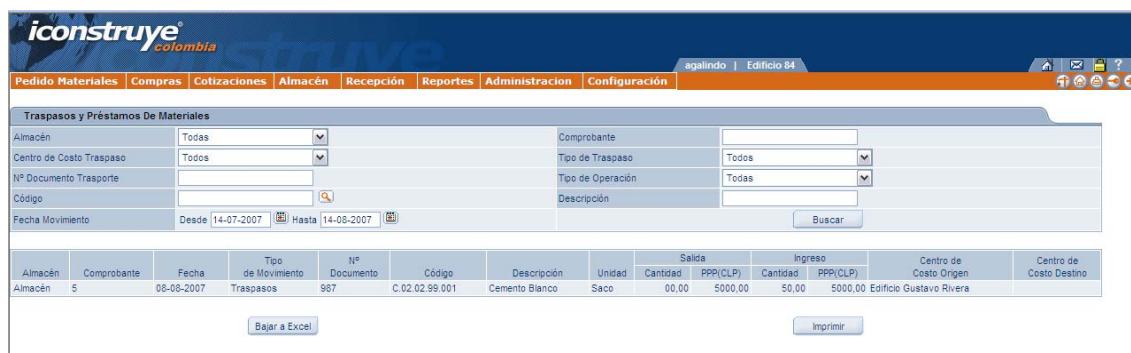 iconstruye
colombia
agalindo | Edificio 84
Pedido Materiales Compras Cotizaciones Almacén Recepción Reportes Administracion Configuración
Traspasos y Préstamos De Materiales
Almacén Todas Comprobante
Centro de Costo Traspaso Todos Tipo de Traspaso Todos
Nº Documento Trasporte Tipo de Operación Todas
Código Descripción
Fecha Movimiento Desde 14-07-2007 Hasta 14-08-2007 Buscar
Almacén Comprobante Fecha Tipo de Movimiento Nº Documento Código Descripción Unidad Salida Cantidad PPP(CLP) Ingreso Cantidad PPP(CLP) Centro de Costo Origen Centro de Costo Destino
Almacén 5 08-08-2007 Traspasos 987 C.02.02.99.001 Cemento Blanco Saco 00,00 5000,00 50,00 5000,00 Edificio Gustavo Rivera
Bajar a Excel Imprimir